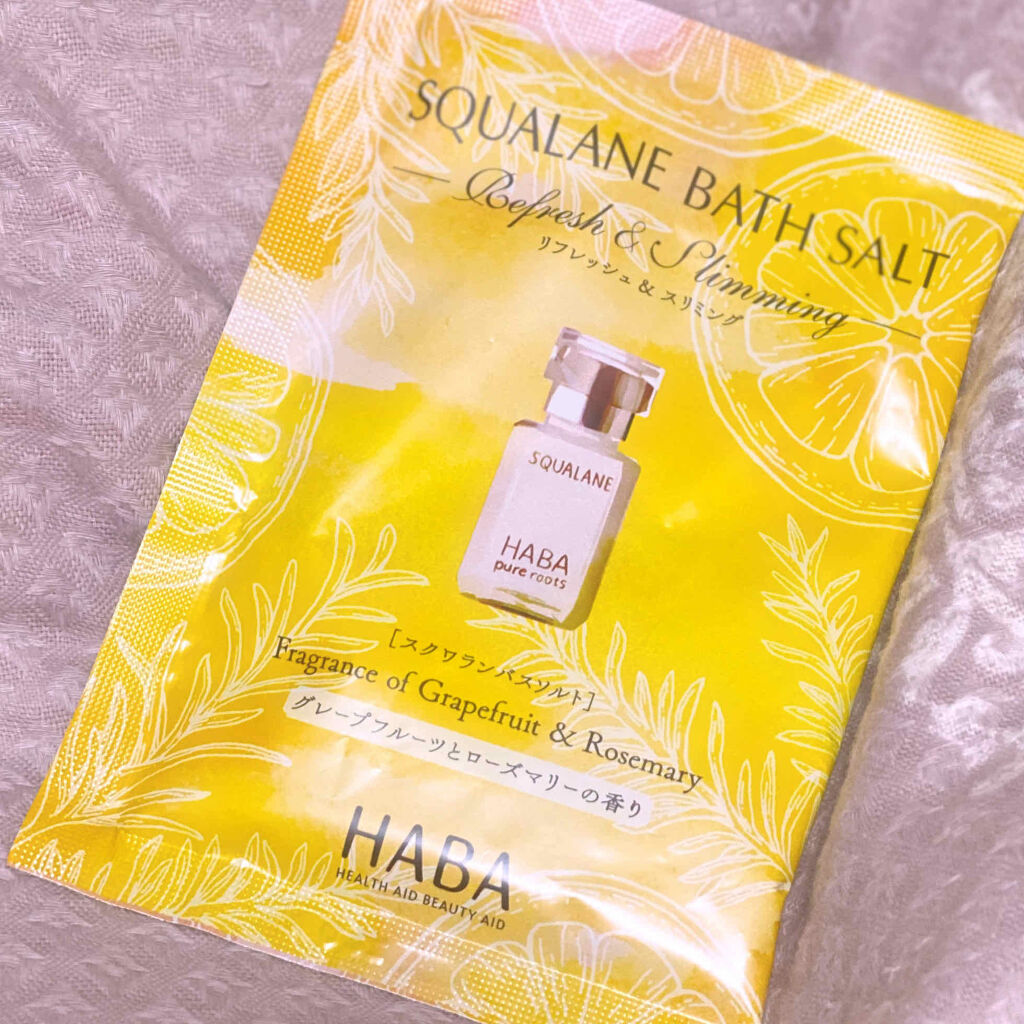 SQUALANE BATH SALT
Refresh & Slimming
リフレッシュ & スリミング
SQUALANE
HABA
pure roots
[スクワランバスソルト]
Fragrance of Grapefruit & Rosemary
グレープフルーツとローズマリーの香り
HABA
HEALTH AID BEAUTY AID